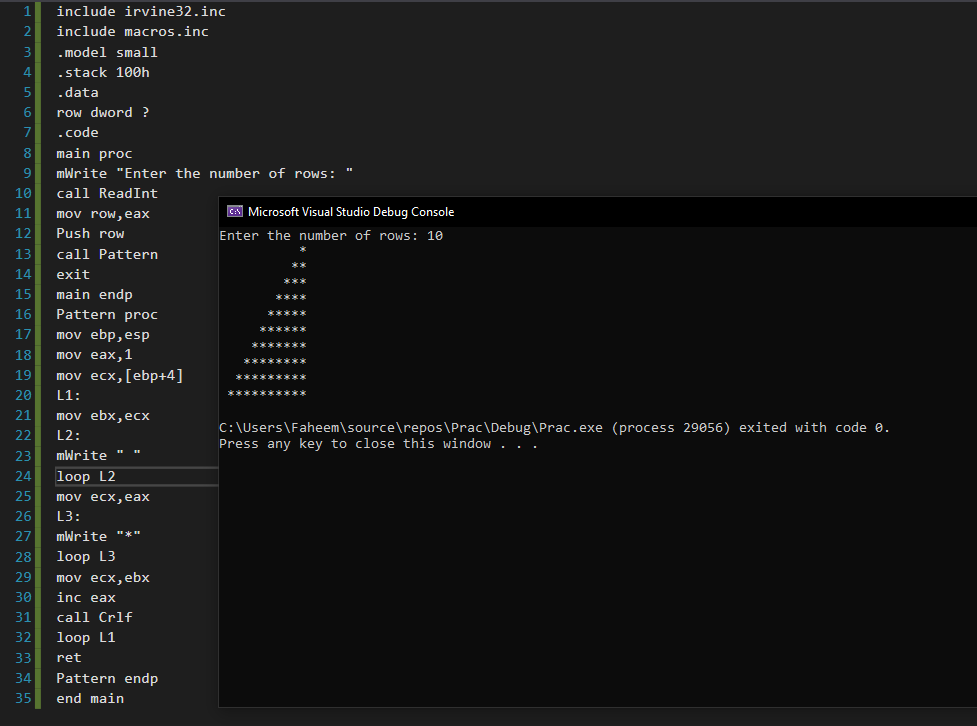 1 include irvine32.inc
2 include macros.inc
3 .model small
4 .stack 100h
5 .data
6 row dword ?
7 .code
8 main proc
9 mWrite "Enter the number of rows: "
10 call ReadInt
11 mov row,eax
12 Push row
13 call Pattern
14 exit
15 main endp
16 Pattern proc
17 mov ebp,esp
18 mov eax,1
19 mov ecx,[ebp+4]
20 L1:
21 mov ebx,ecx
22 L2:
23 mWrite " "
24 loop L2
25 mov ecx,eax
26 L3:
27 mWrite "*"
28 loop L3
29 mov ecx,ebx
30 inc eax
31 call Crlf
32 loop L1
33 ret
34 Pattern endp
35 end main
C:\ Microsoft Visual Studio Debug Console
Enter the number of rows: 10
          *
         **
        ***
       ****
      *****
     ******
    *******
   ********
  *********
 **********
C:\Users\Faheem\source\repos\Prac\Debug\Prac.exe (process 29056) exited with code 0.
Press any key to close this window . . .